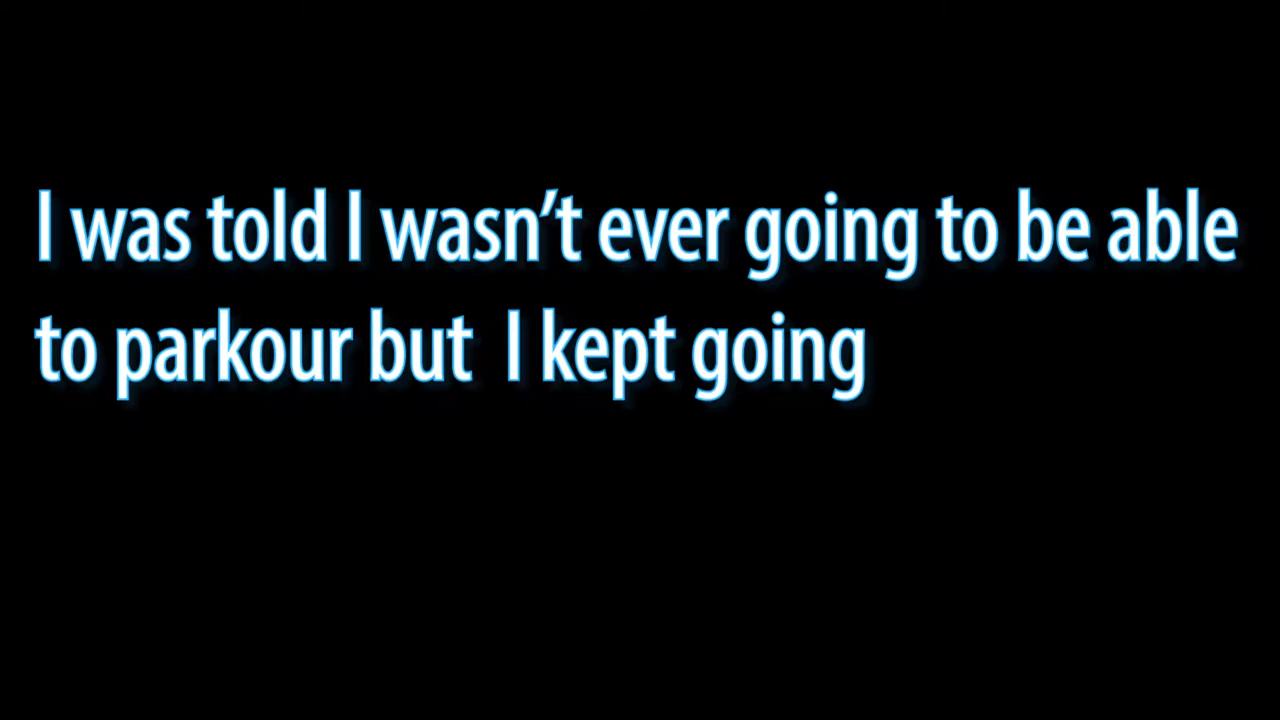 I was told I wasn’t ever going to be able
to parkour but  I kept going